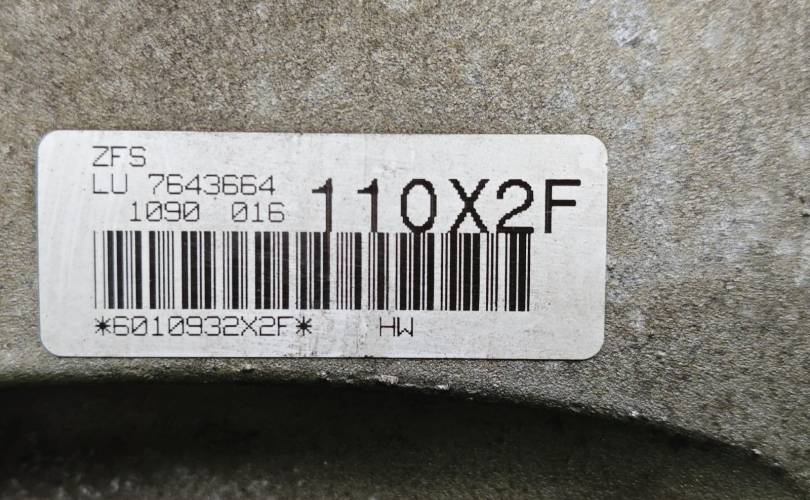 ZFS
LU 7643664
1090 016
110X2F
*6010932X2F* HW